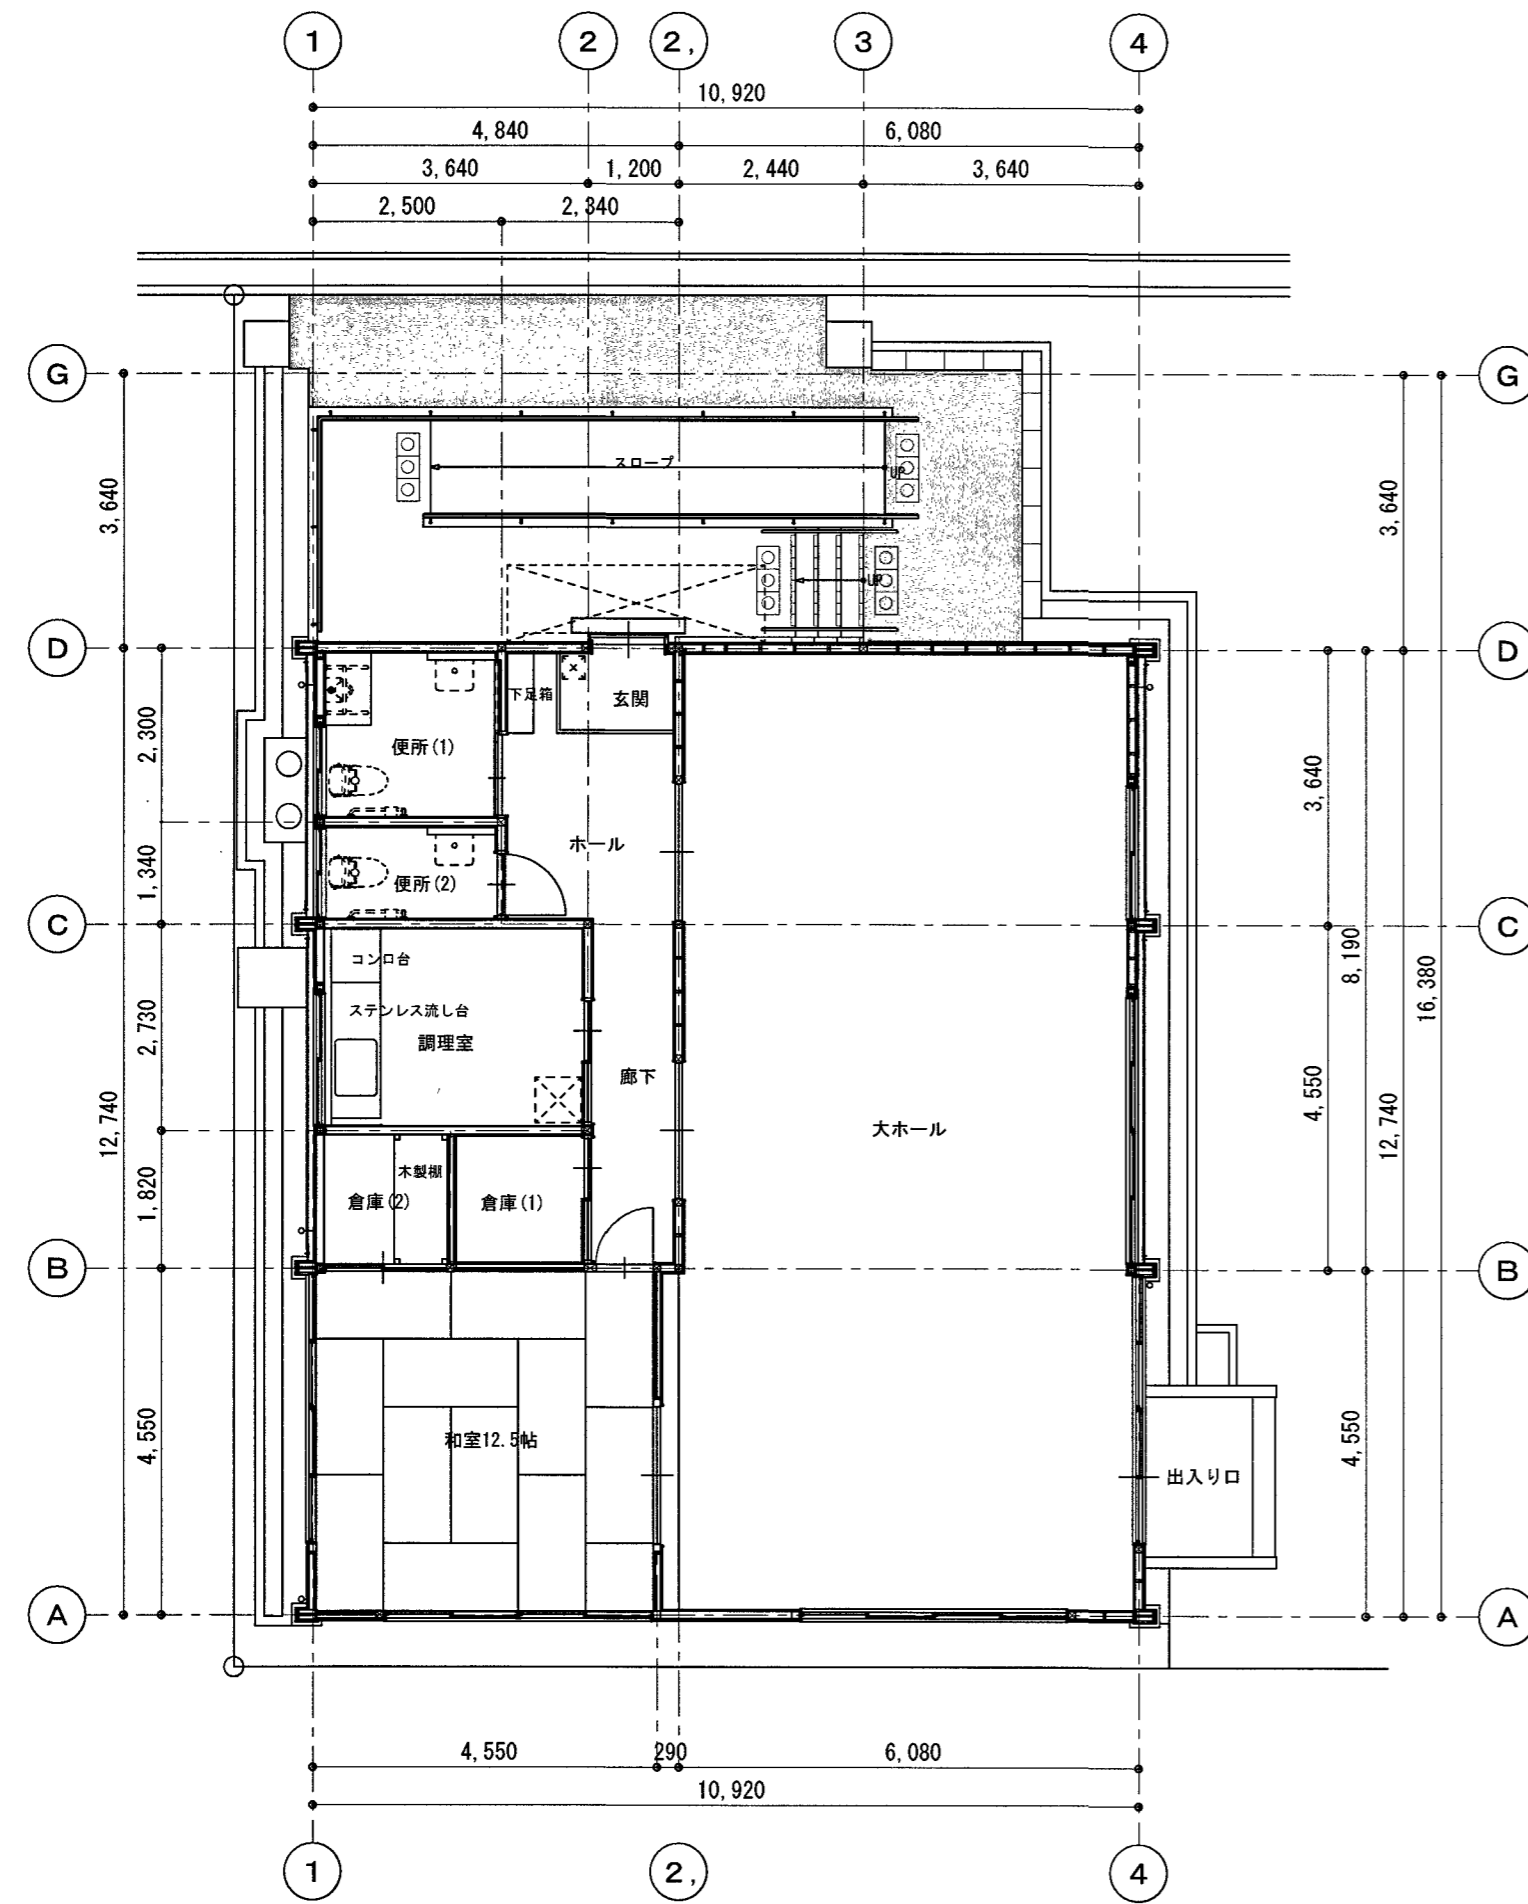 1 2 2, 3 4
10,920
4,840 6,080
3,640 1,200 2,440 3,640
2,500 2,340
G G
スロープ UP
3,640 3,640
UP
D D
下足箱 玄関
2,300 便所(1)
3,640
ホール
1,340 便所(2)
C C
8,190
コンロ台
16,380
ステンレス流し台
2,730 調理室
廊下
4,550
12,740 大ホール 12,740
木製棚
1,820 倉庫(2) 倉庫(1)
B B
4,550 和室12.5帖 4,550
出入り口
A A
4,550 290 6,080
10,920
1 2, 4